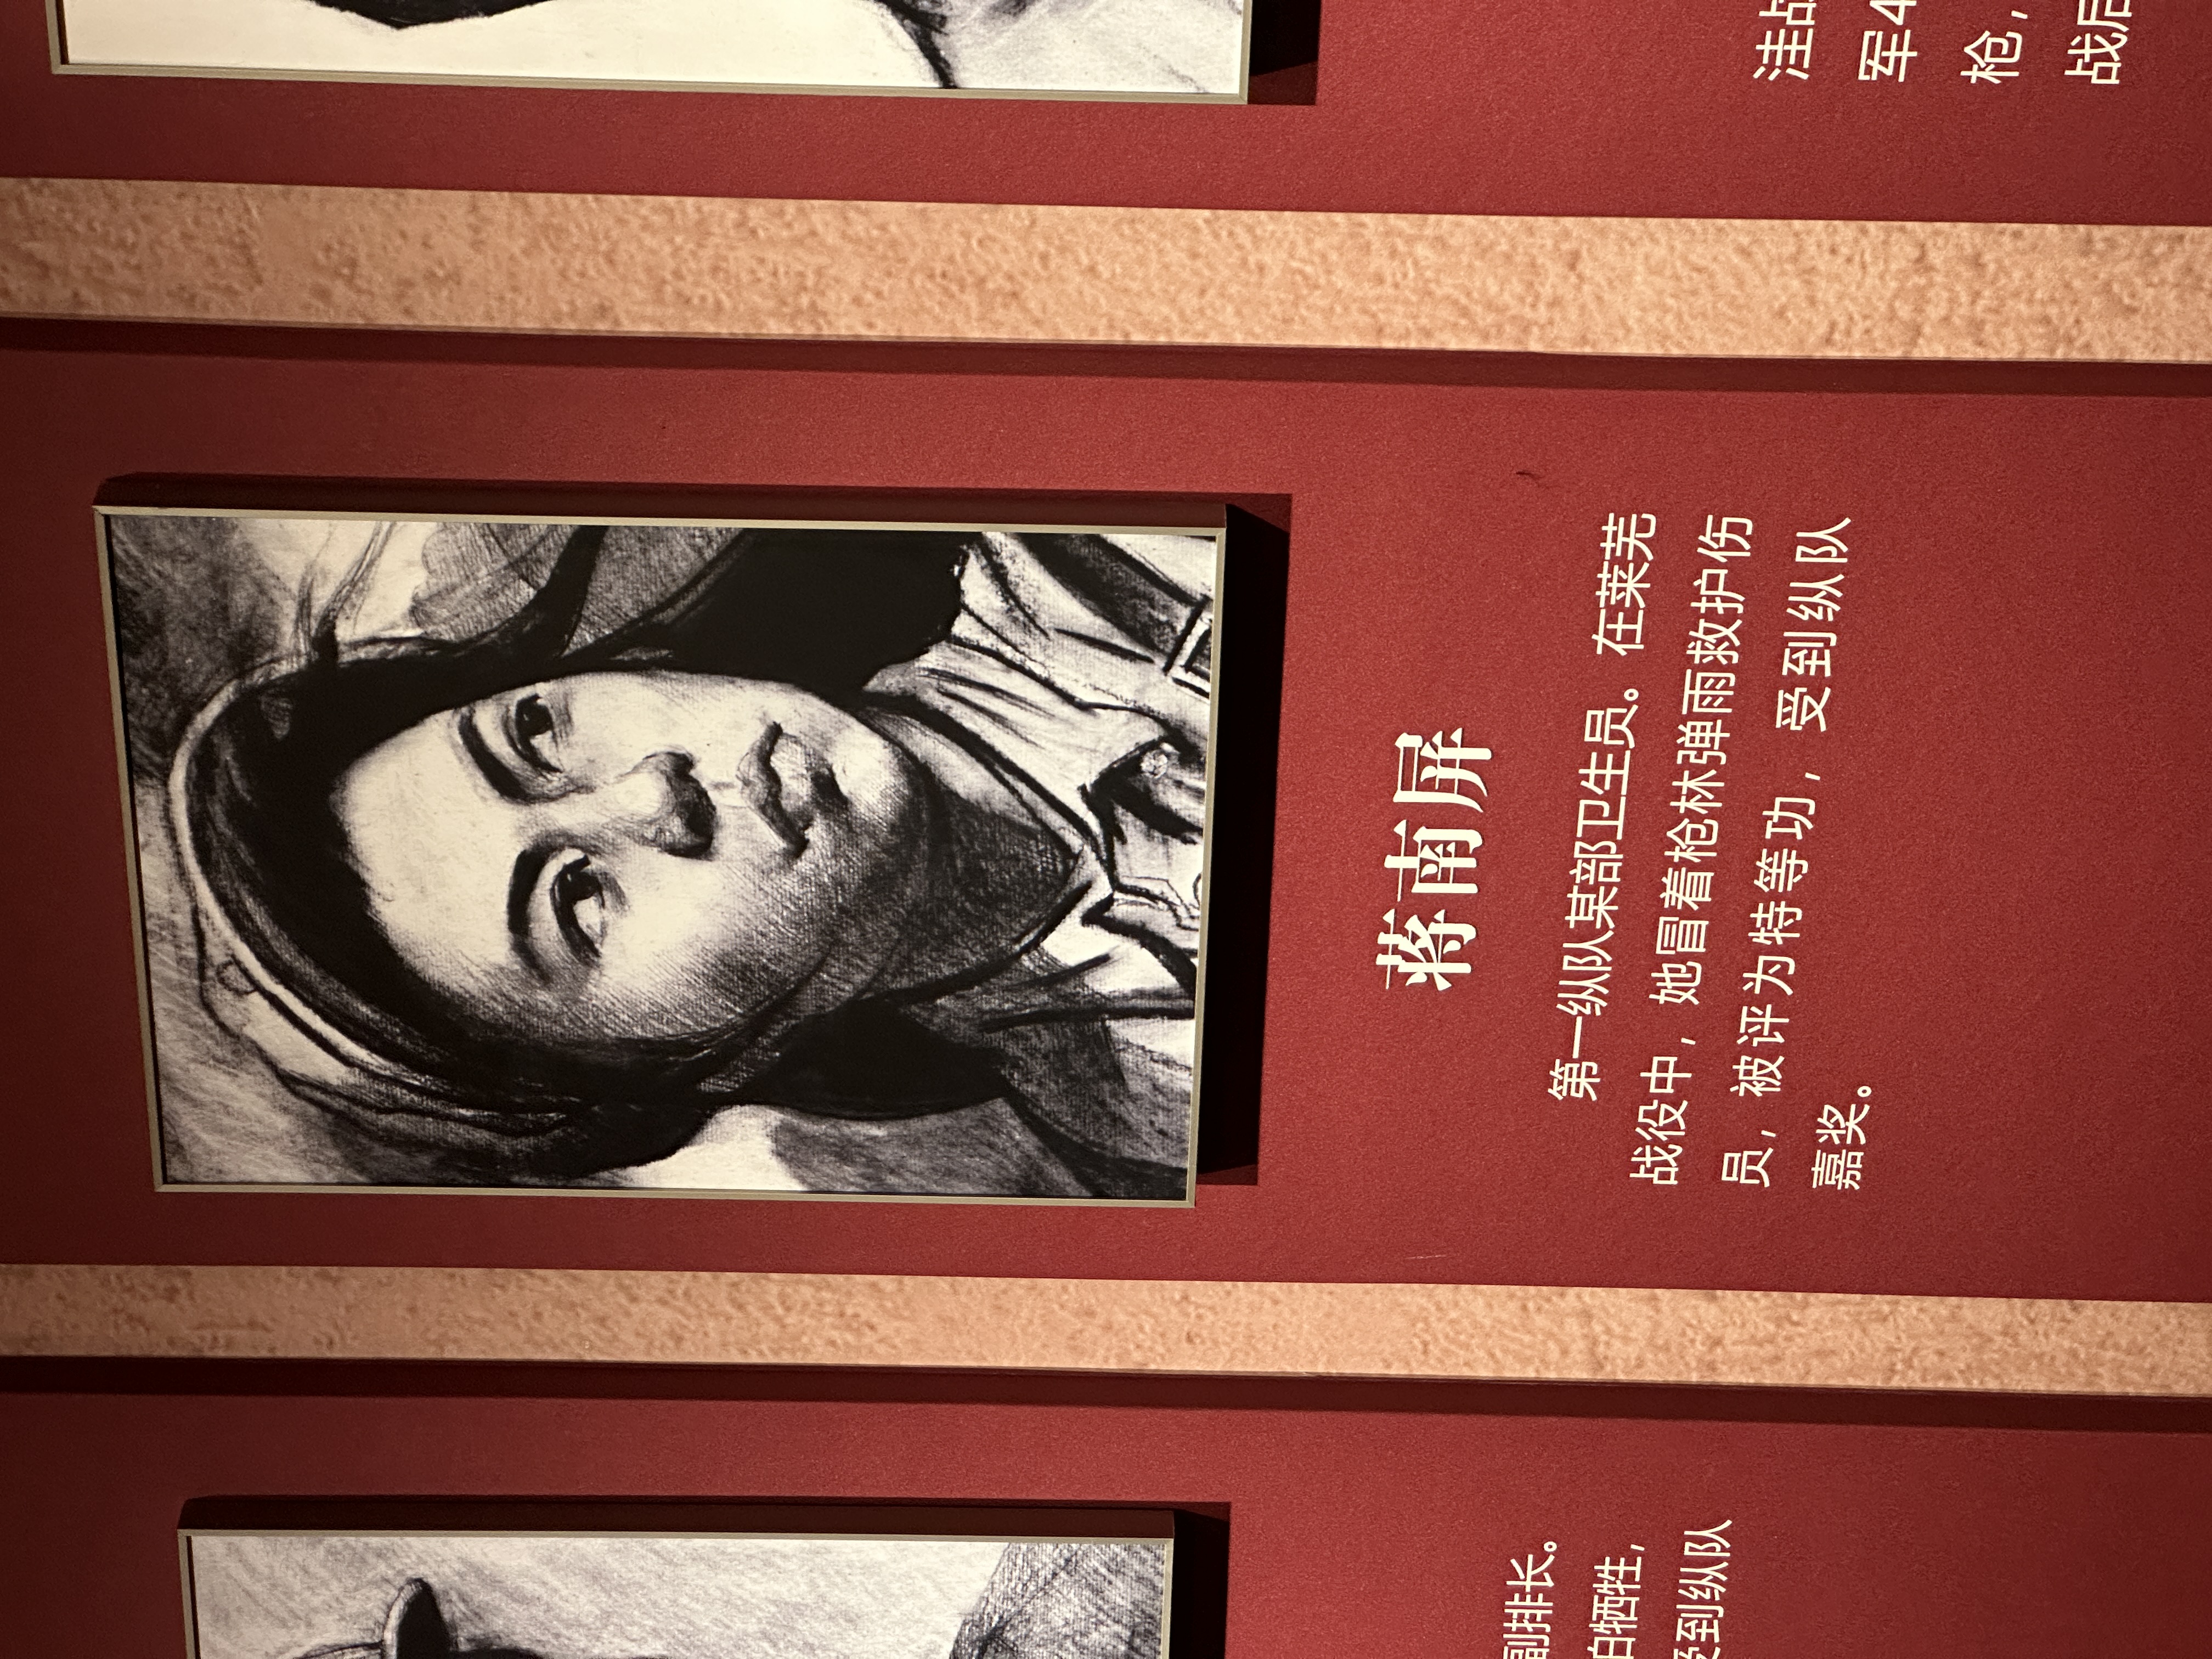 副排长。
怕牺牲，
受到纵队
蒋南屏
第一纵队某部卫生员。在莱芜
战役中，她冒着枪林弹雨救护伤
员，被评为特等功，受到纵队
嘉奖。
洼战
军4
枪，
战后